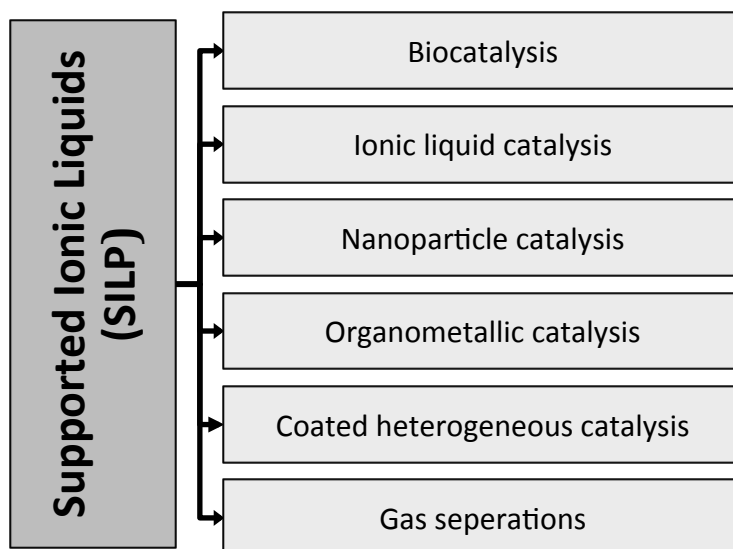 Supported Ionic Liquids
(SILP)
Biocatalysis
Ionic liquid catalysis
Nanoparticle catalysis
Organometallic catalysis
Coated heterogeneous catalysis
Gas seperations